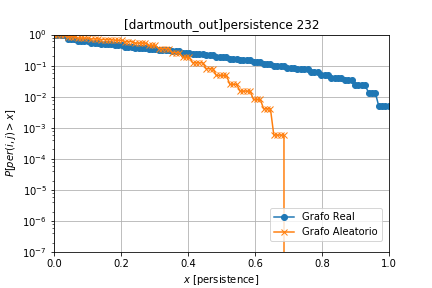 [dartmouth_out]persistence 232
P[per(i,j) > x]
10^0
10^-1
10^-2
10^-3
10^-4
10^-5
10^-6
10^-7
Grafo Real
Grafo Aleatorio
0.0 0.2 0.4 0.6 0.8 1.0
x [persistence]